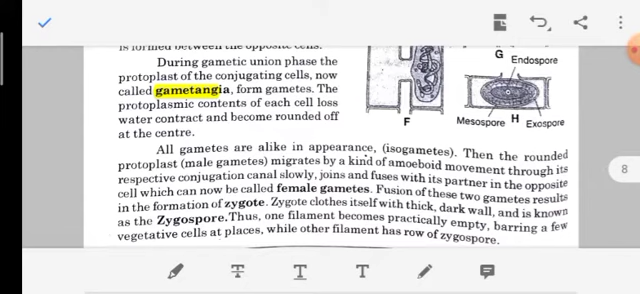 is formed between the opposite cells.
During gametic union phase the
protoplast of the conjugating cells, now
called gametangia, form gametes. The
protoplasmic contents of each cell loss
water contract and become rounded off
at the centre.
F
G
Endospore
Mesospore H Exospore
All gametes are alike in appearance, (isogametes). Then the rounded
protoplast (male gametes) migrates by a kind of amoeboid movement through its
respective conjugation canal slowly, joins and fuses with its partner in the opposite
cell which can now be called female gametes. Fusion of these two gametes results
in the formation of zygote. Zygote clothes itself with thick, dark wall, and is known
as the Zygospore. Thus, one filament becomes practically empty, barring a few
vegetative cells at places, while other filament has row of zygospore.
8
T
T
T